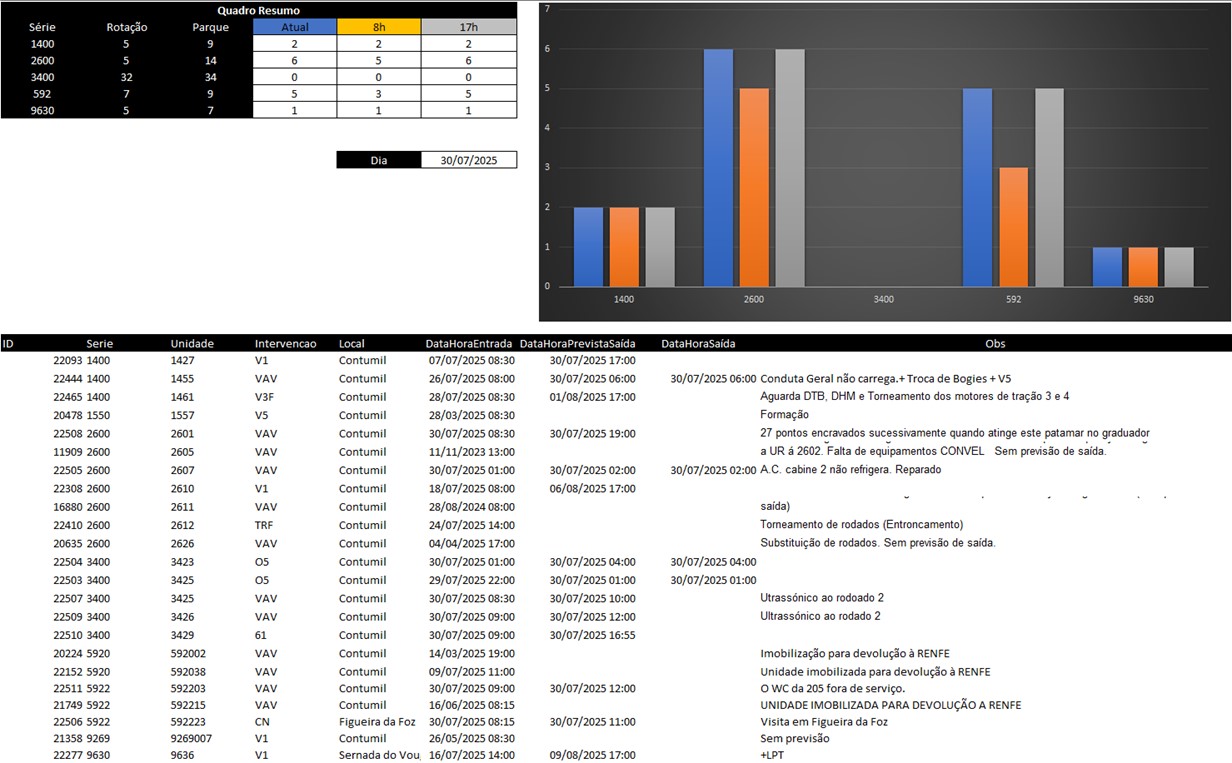 Quadro Resumo
Série Rotação Parque Atual 8h 17h
1400 5 9 2 2 2
2600 5 14 6 5 6
3400 32 34 0 0 0
592 7 9 5 3 5
9630 5 7 1 1 1
Dia 30/07/2025
7
6
5
4
3
2
1
0
1400 2600 3400 592 9630
ID Serie Unidade Intervencao Local DataHoraEntrada DataHoraPrevistaSaída DataHoraSaída Obs
22093 1400 1427 V1 Contumil 07/07/2025 08:30 30/07/2025 17:00
22444 1400 1455 VAV Contumil 26/07/2025 08:00 30/07/2025 06:00 30/07/2025 06:00 Conduta Geral não carrega.+ Troca de Bogies + V5
22465 1400 1461 V3F Contumil 28/07/2025 08:30 01/08/2025 17:00 Aguarda DTB, DHM e Torneamento dos motores de tração 3 e 4
20478 1550 1557 V5 Contumil 28/03/2025 08:30 Formação
22508 2600 2601 VAV Contumil 30/07/2025 08:30 30/07/2025 19:00 27 pontos encravados sucessivamente quando atinge este patamar no graduador
11909 2600 2605 VAV Contumil 11/11/2023 13:00 a UR á 2602. Falta de equipamentos CONVEL Sem previsão de saída.
22505 2600 2607 VAV Contumil 30/07/2025 01:00 30/07/2025 02:00 30/07/2025 02:00 A.C. cabine 2 não refrigera. Reparado
22308 2600 2610 V1 Contumil 18/07/2025 08:00 06/08/2025 17:00
16880 2600 2611 VAV Contumil 28/08/2024 08:00 saída)
22410 2600 2612 TRF Contumil 24/07/2025 14:00 Torneamento de rodados (Entroncamento)
20635 2600 2626 VAV Contumil 04/04/2025 17:00 Substituição de rodados. Sem previsão de saída.
22504 3400 3423 O5 Contumil 30/07/2025 01:00 30/07/2025 04:00 30/07/2025 04:00
22503 3400 3425 O5 Contumil 29/07/2025 22:00 30/07/2025 01:00 30/07/2025 01:00
22507 3400 3425 VAV Contumil 30/07/2025 08:30 30/07/2025 10:00 Utrassónico ao rodoado 2
22509 3400 3426 VAV Contumil 30/07/2025 09:00 30/07/2025 12:00 Ultrassónico ao rodado 2
22510 3400 3429 61 Contumil 30/07/2025 09:00 30/07/2025 16:55
20224 5920 592002 VAV Contumil 14/03/2025 19:00 Imobilização para devolução à RENFE
22152 5920 592038 VAV Contumil 09/07/2025 11:00 Unidade imobilizada para devolução à RENFE
22511 5922 592203 VAV Contumil 30/07/2025 09:00 30/07/2025 12:00 O WC da 205 fora de serviço.
21749 5922 592215 VAV Contumil 16/06/2025 08:15 UNIDADE IMOBILIZADA PARA DEVOLUÇÃO A RENFE
22506 5922 592223 CN Figueira da Foz 30/07/2025 08:15 30/07/2025 11:00 Visita em Figueira da Foz
21358 9269 9269007 V1 Contumil 26/05/2025 08:30 Sem previsão
22277 9630 9636 V1 Sernada do Vou 16/07/2025 14:00 09/08/2025 17:00 +LPT